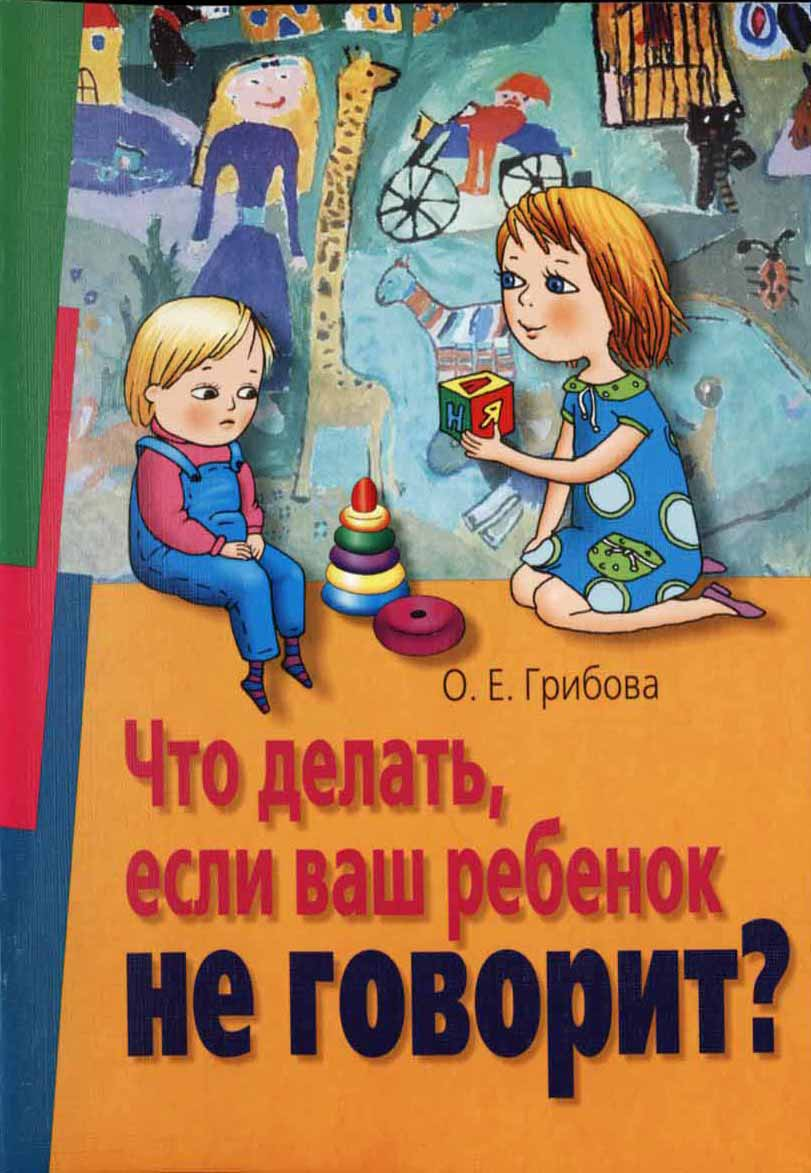 Н Я
О. Е. Грибова
Что делать,
если ваш ребенок
не говорит?